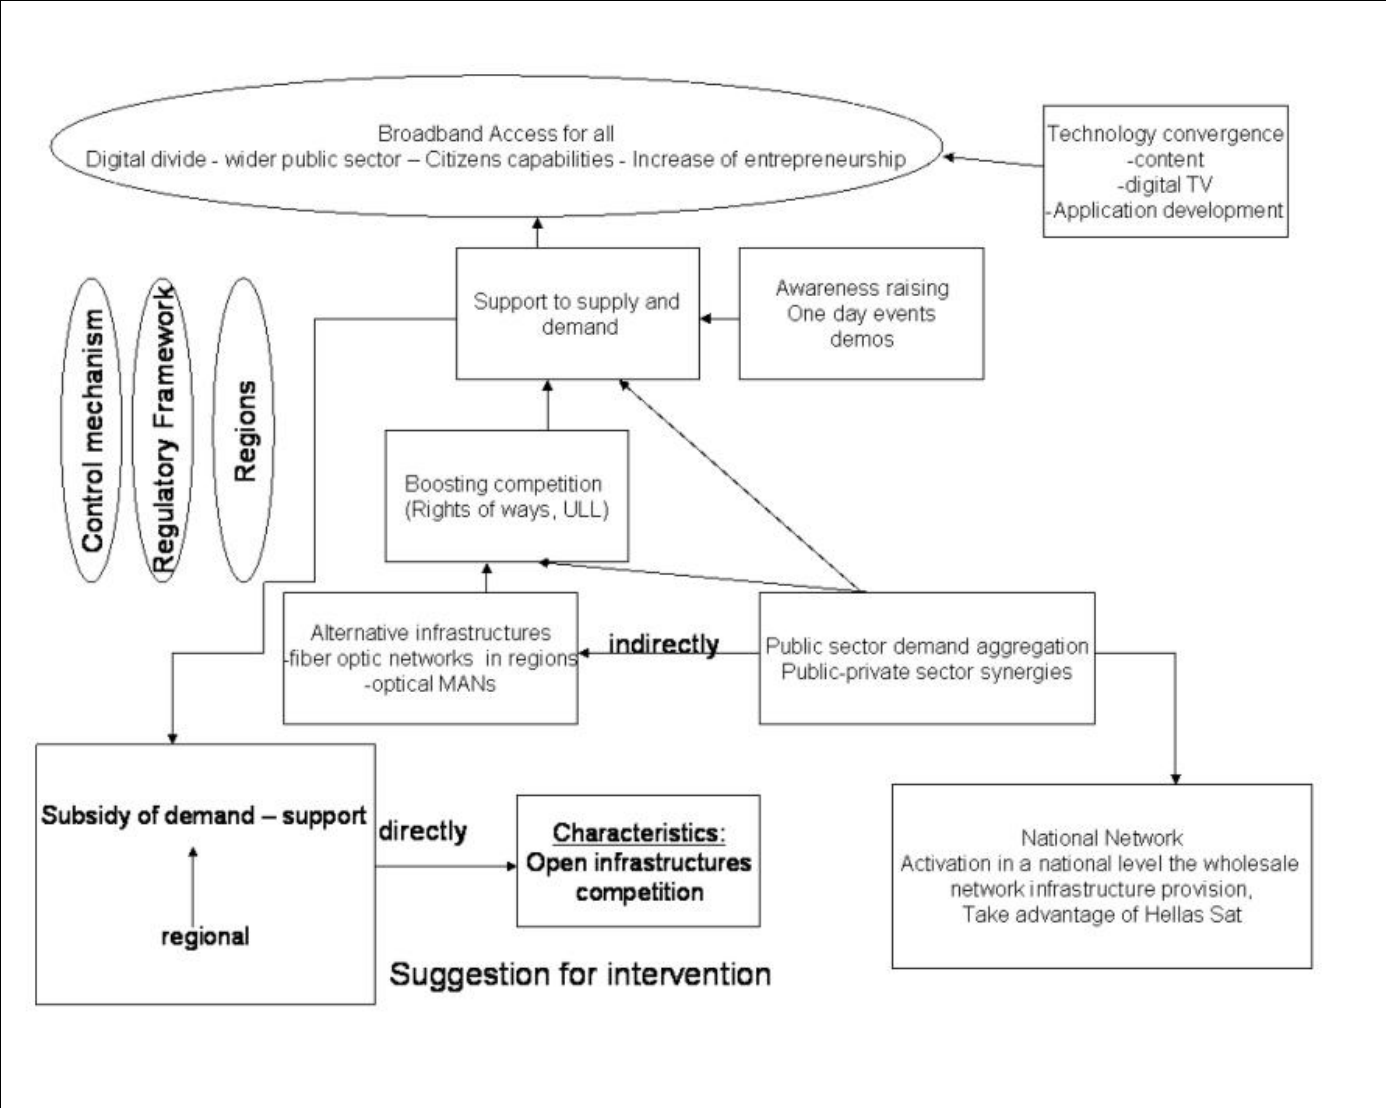 Broadband Access for all
Digital divide - wider public sector – Citizens capabilities - Increase of entrepreneurship
Technology convergence
-content
-digital TV
-Application development
Support to supply and
demand
Awareness raising
One day events
demos
Control mechanism
Regulatory Framework
Regions
Boosting competition
(Rights of ways, ULL)
Alternative infrastructures
-fiber optic networks in regions
-optical MANs
indirectly
Public sector demand aggregation
Public-private sector synergies
Subsidy of demand – support
regional
directly
Characteristics:
Open infrastructures
competition
National Network
Activation in a national level the wholesale
network infrastructure provision,
Take advantage of Hellas Sat
Suggestion for intervention